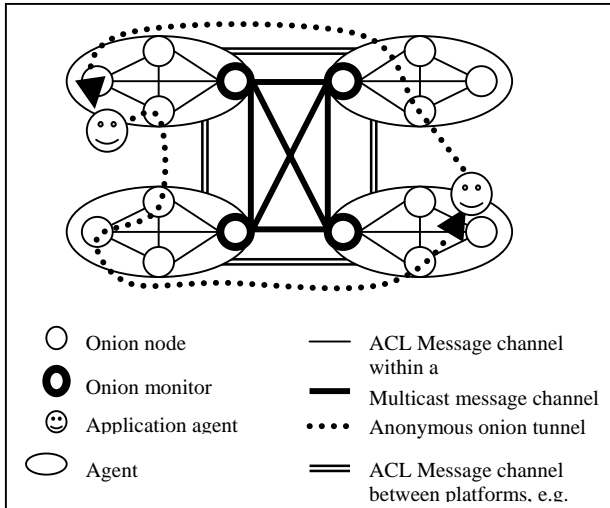 Onion node
Onion monitor
Application agent
Agent
ACL Message channel
within a
Multicast message channel
Anonymous onion tunnel
ACL Message channel
between platforms, e.g.